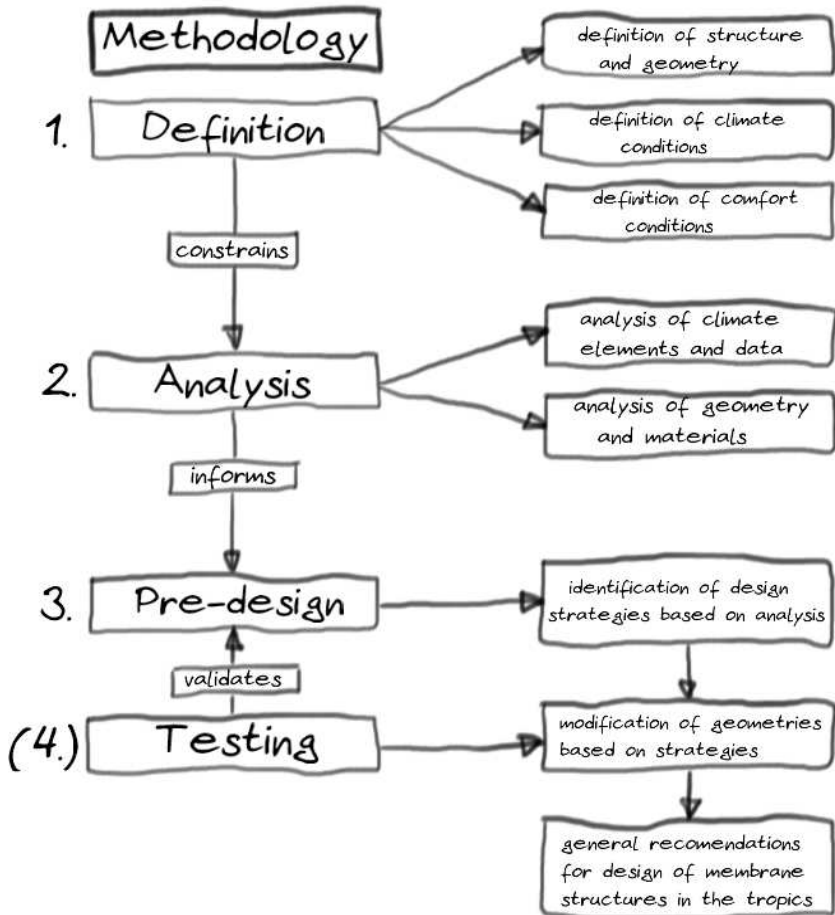 Methodology
1. Definition
definition of structure
and geometry
definition of climate
conditions
definition of comfort
conditions
constrains
2. Analysis
analysis of climate
elements and data
analysis of geometry
and materials
informs
3. Pre-design
identification of design
strategies based on analysis
validates
(4.) Testing
modification of geometries
based on strategies
general recomendations
for design of membrane
structures in the tropics